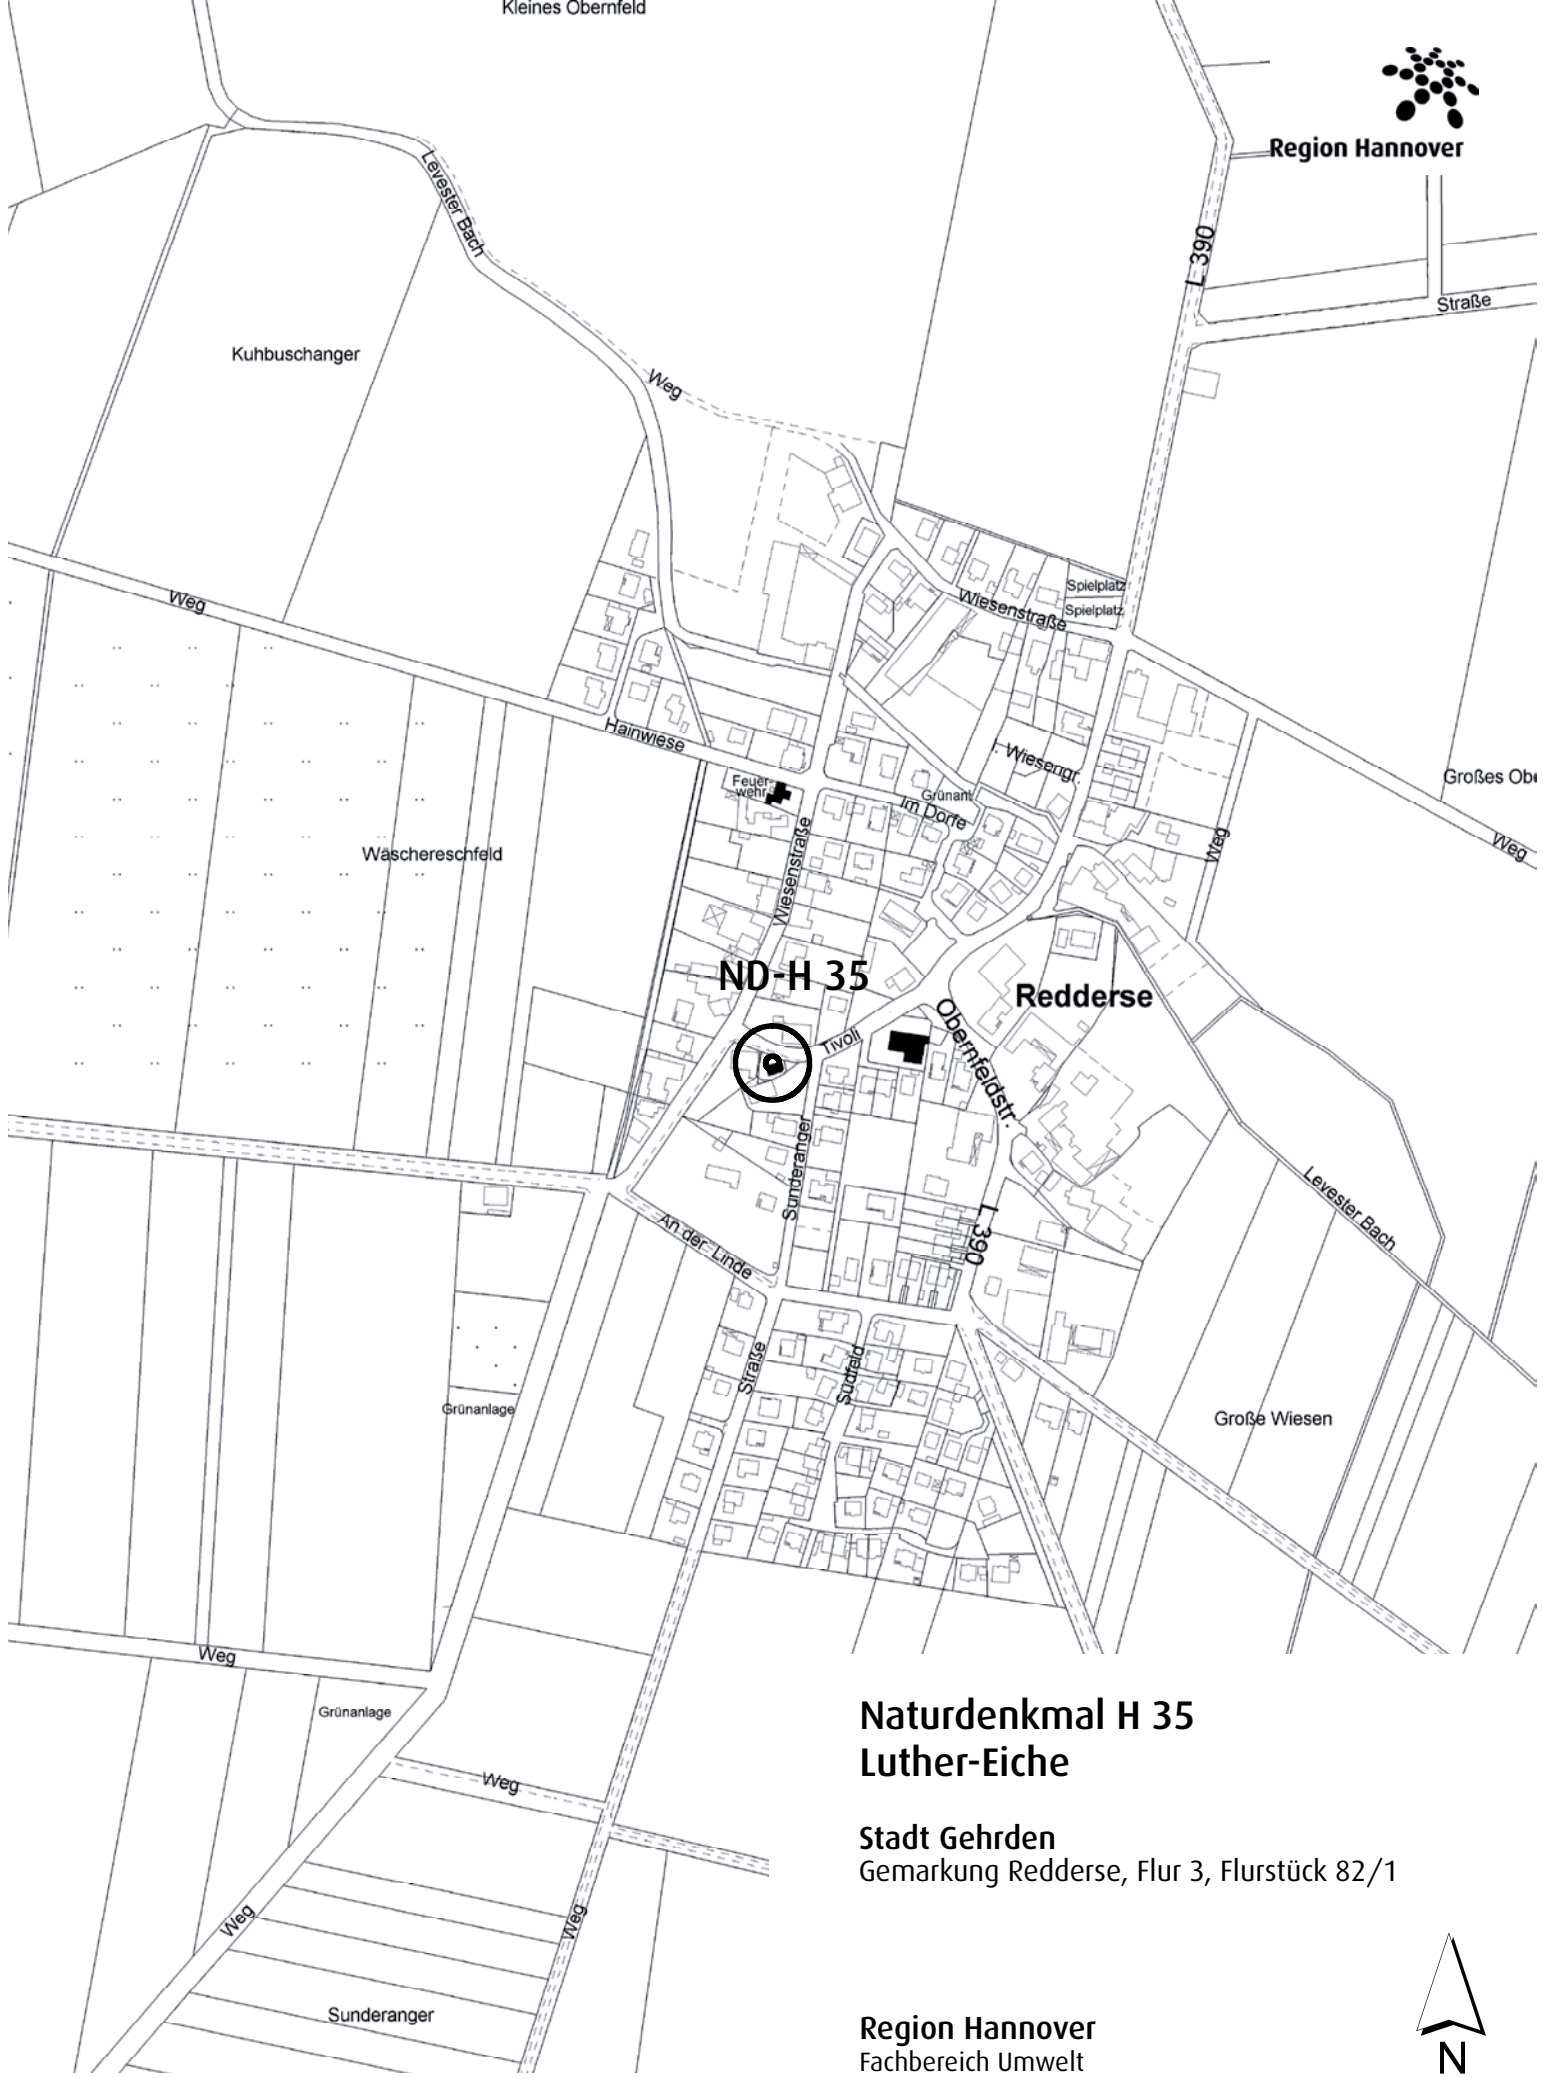 Kleines Obernfeld
Region Hannover
Levester Bach
L 390
Straße
Kuhbuschanger
Weg
Spielplatz
Spielplatz
Weg
Wiesenstraße
Hainwiese
I. Wiesengr.
Großes Obe
Feuer-
wehr
Grünanl.
Im Dorfe
Weg
Weg
Wäschereschfeld
Wiesenstraße
ND-H 35
Redderse
Tivoli
Obernfeldstr.
Sunderanger
Levester Bach
An der Linde
L 390
Straße
Südfeld
Grünanlage
Große Wiesen
Weg
Grünanlage
Weg
Weg
Weg
Sunderanger
Naturdenkmal H 35
Luther-Eiche
Stadt Gehrden
Gemarkung Redderse, Flur 3, Flurstück 82/1
Region Hannover
Fachbereich Umwelt
N